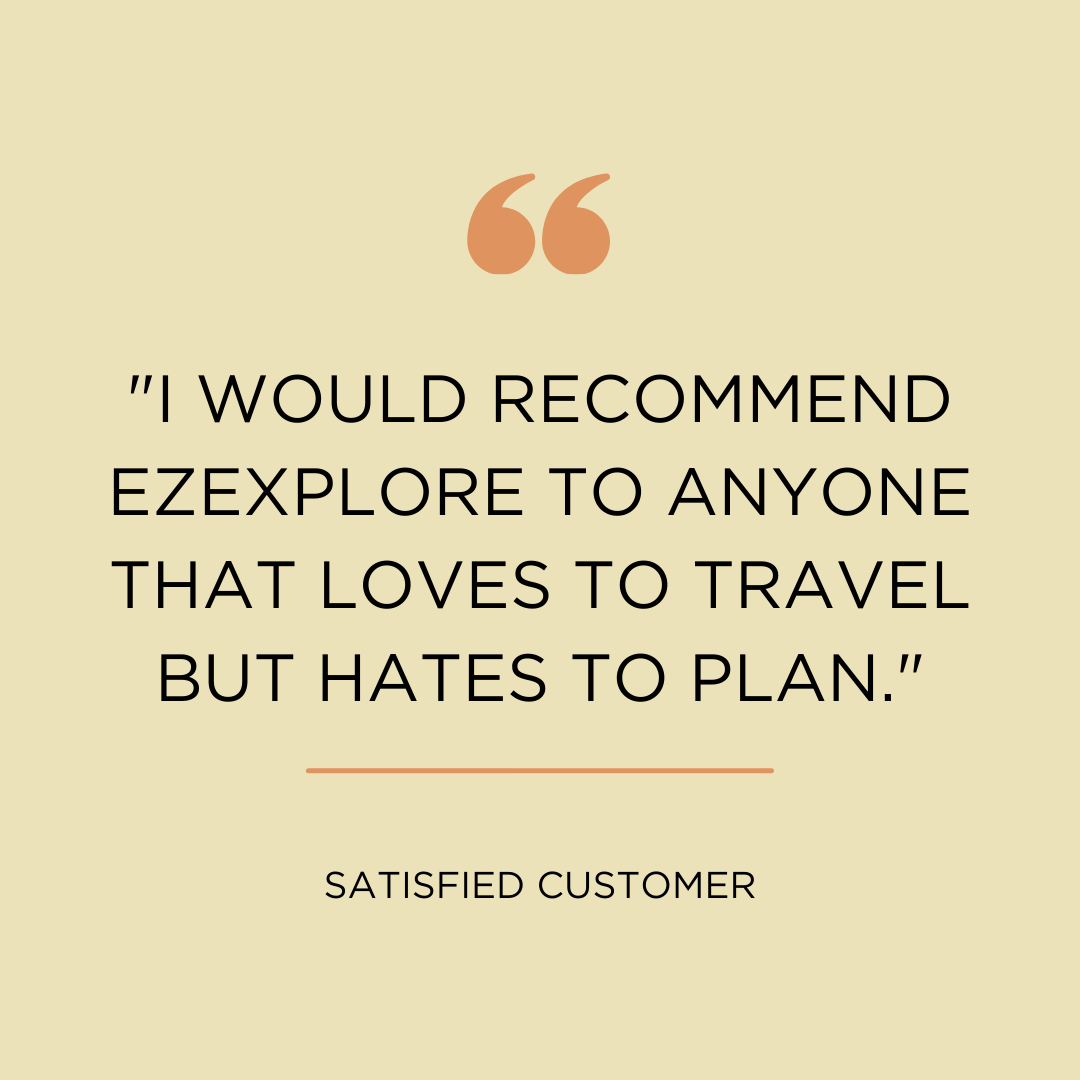 "I WOULD RECOMMEND
EZEXPLORE TO ANYONE
THAT LOVES TO TRAVEL
BUT HATES TO PLAN."
SATISFIED CUSTOMER